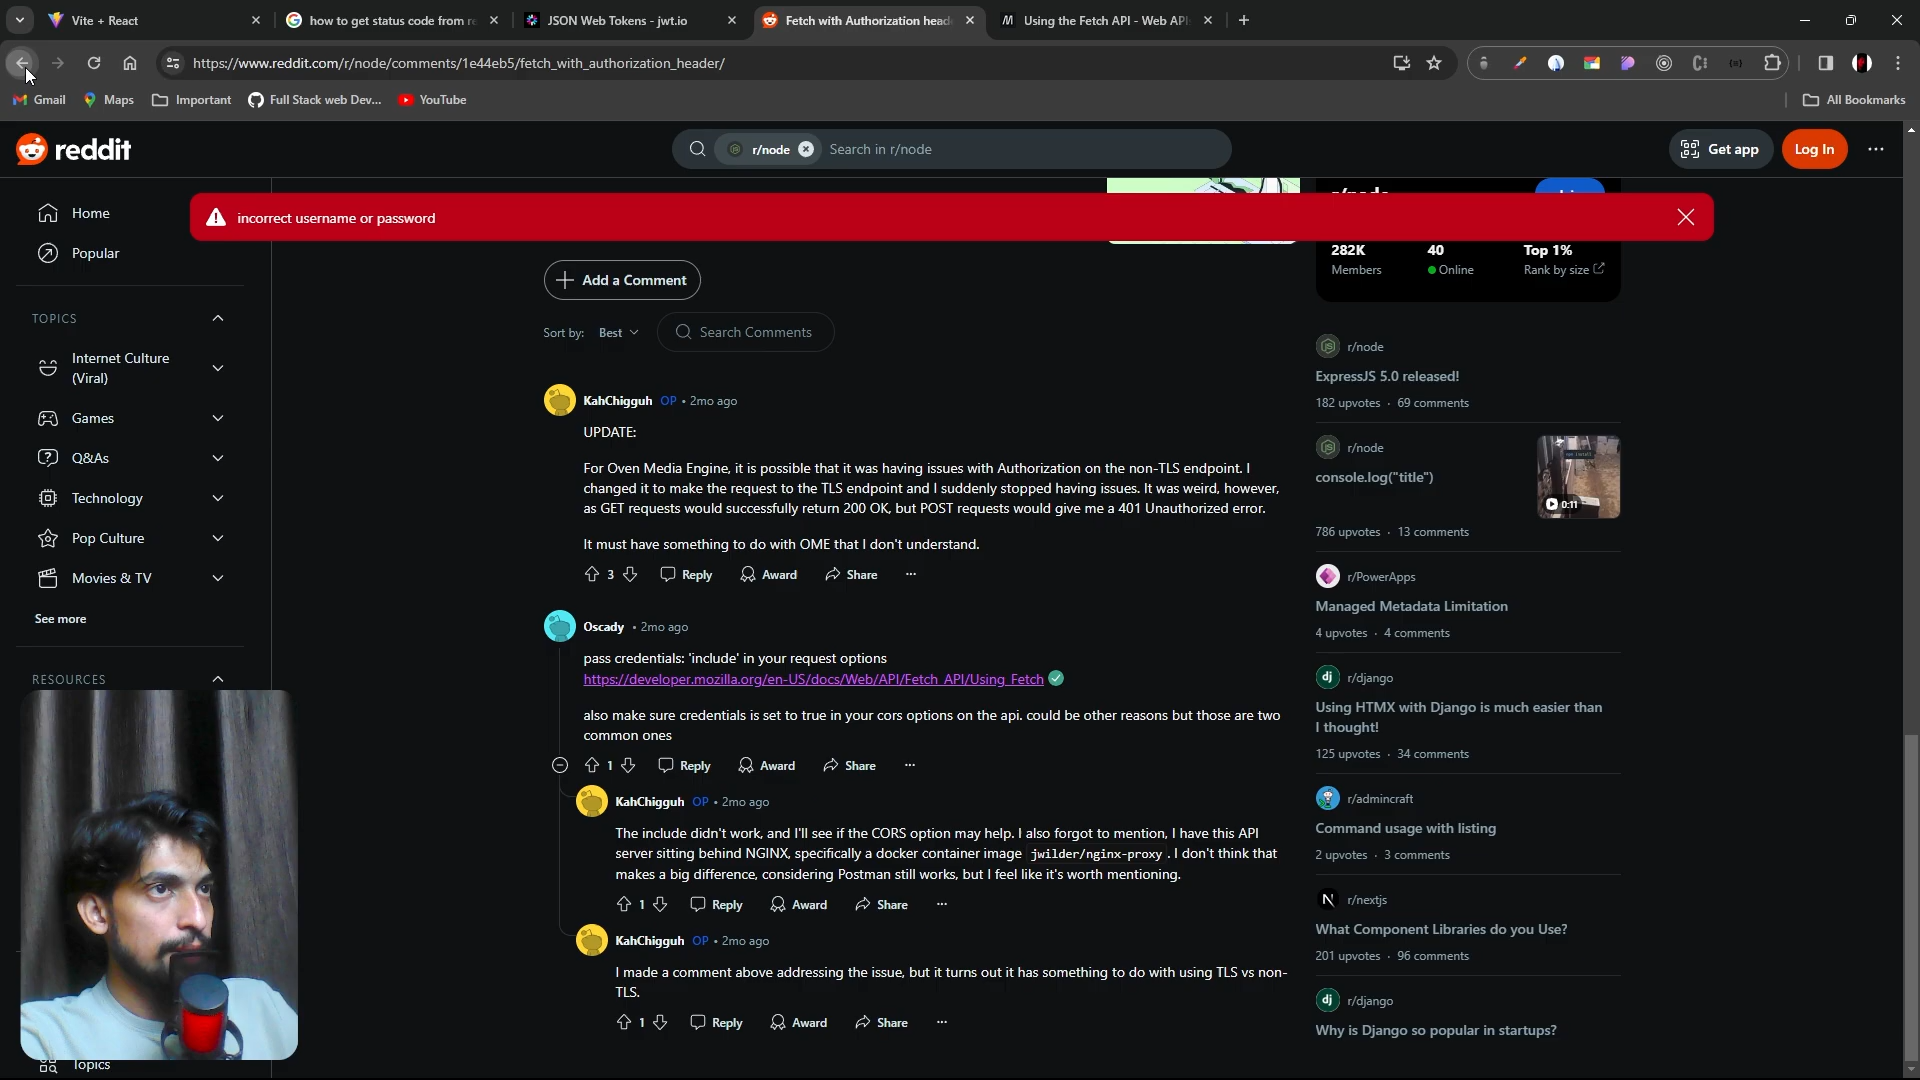 Vite + React
how to get status code from re
JSON Web Tokens - jwt.io
Fetch with Authorization head
Using the Fetch API - Web API
https://www.reddit.com/r/node/comments/1e44eb5/fetch_with_authorization_header/
Gmail
Maps
Important
Full Stack web Dev...
YouTube
All Bookmarks
reddit
r/node
Search in r/node
Get app
Log In
incorrect username or password
Home
Popular
TOPICS
Internet Culture
(Viral)
Games
Q&As
Technology
Pop Culture
Movies & TV
See more
RESOURCES
Topics
Add a Comment
Sort by: Best
Search Comments
KahChigguh OP • 2mo ago
UPDATE:
For Oven Media Engine, it is possible that it was having issues with Authorization on the non-TLS endpoint. I
changed it to make the request to the TLS endpoint and I suddenly stopped having issues. It was weird, however,
as GET requests would successfully return 200 OK, but POST requests would give me a 401 Unauthorized error.
It must have something to do with OME that I don't understand.
3 Reply Award Share
Oscady • 2mo ago
pass credentials: 'include' in your request options
https://developer.mozilla.org/en-US/docs/Web/API/Fetch_API/Using_Fetch
also make sure credentials is set to true in your cors options on the api. could be other reasons but those are two
common ones
1 Reply Award Share
KahChigguh OP • 2mo ago
The include didn't work, and I'll see if the CORS option may help. I also forgot to mention, I have this API
server sitting behind NGINX, specifically a docker container image jwilder/nginx-proxy . I don't think that
makes a big difference, considering Postman still works, but I feel like it's worth mentioning.
1 Reply Award Share
KahChigguh OP • 2mo ago
I made a comment above addressing the issue, but it turns out it has something to do with using TLS vs non-
TLS.
1 Reply Award Share
282K 40 Top 1%
Members Online Rank by size
r/node
ExpressJS 5.0 released!
182 upvotes · 69 comments
r/node
console.log("title")
0:11
786 upvotes · 13 comments
r/PowerApps
Managed Metadata Limitation
4 upvotes · 4 comments
dj r/django
Using HTMX with Django is much easier than
I thought!
125 upvotes · 34 comments
r/admincraft
Command usage with listing
2 upvotes · 3 comments
N r/nextjs
What Component Libraries do you Use?
201 upvotes · 96 comments
dj r/django
Why is Django so popular in startups?